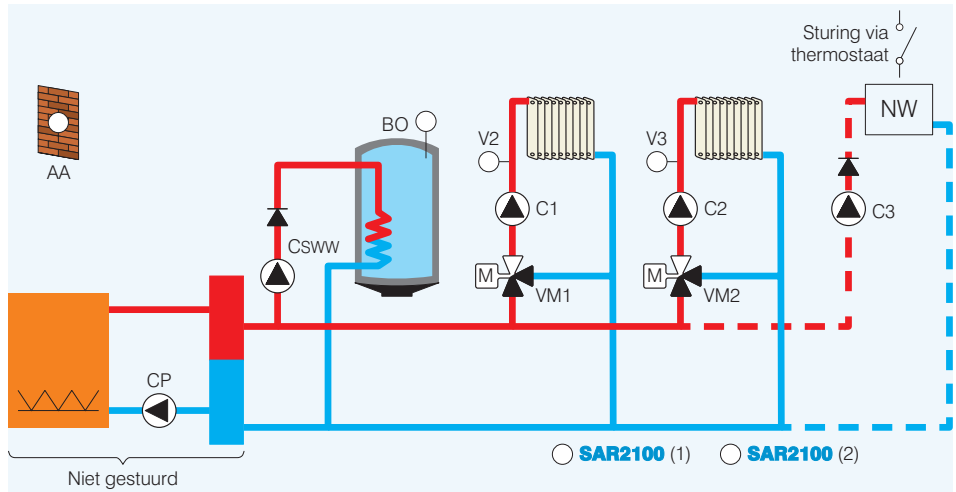 Sturing via
thermostaat
NW
AA
BO
V2
V3
C1
C2
C3
CSWW
M
VM1
M
VM2
CP
SAR2100 (1)
SAR2100 (2)
Niet gestuurd